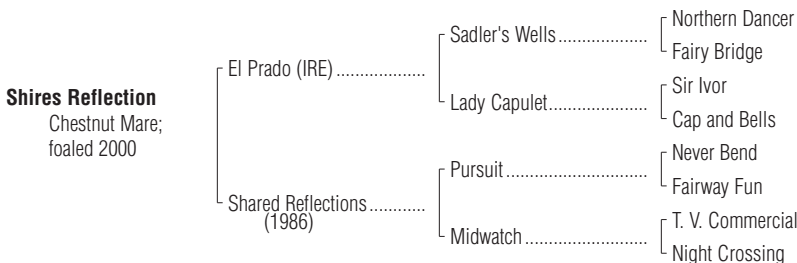 Northern Dancer
Sadler's Wells....................
Fairy Bridge
El Prado (IRE) ...................
Sir Ivor
Lady Capulet......................
Cap and Bells
Shires Reflection
Chestnut Mare;
foaled 2000
Never Bend
Pursuit ................................
Fairway Fun
Shared Reflections............
(1986)
T. V. Commercial
Midwatch ...........................
Night Crossing